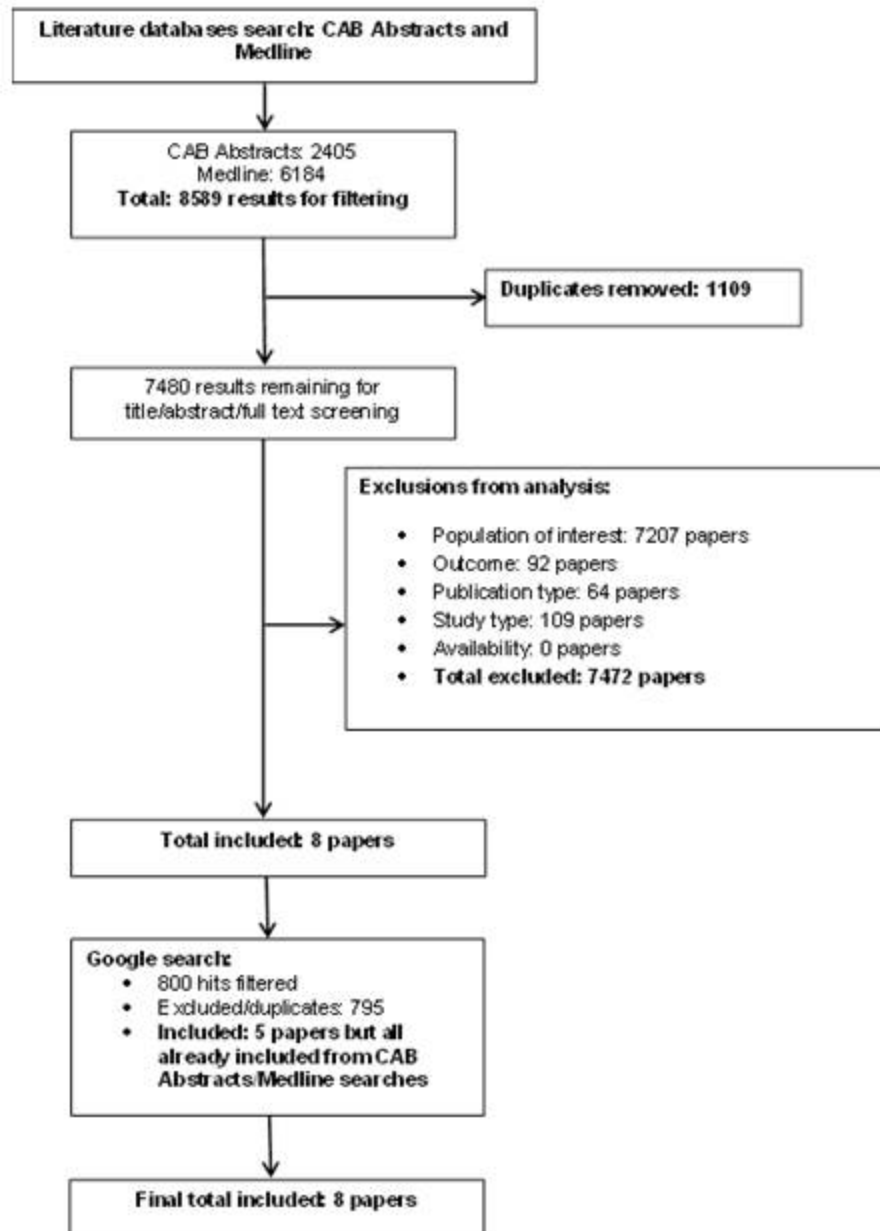 Literature databases search: CAB Abstracts and
Medline
CAB Abstracts: 2405
Medline: 6184
Total: 8589 results for filtering
Duplicates removed: 1109
7480 results remaining for
title/abstract/full text screening
Exclusions from analysis:
• Population of interest: 7207 papers
• Outcome: 92 papers
• Publication type: 64 papers
• Study type: 109 papers
• Availability: 0 papers
• Total excluded: 7472 papers
Total included: 8 papers
Google search:
• 800 hits filtered
• Excluded/duplicates: 795
• Included: 5 papers but all
already included from CAB
Abstracts/Medline searches
Final total included: 8 papers